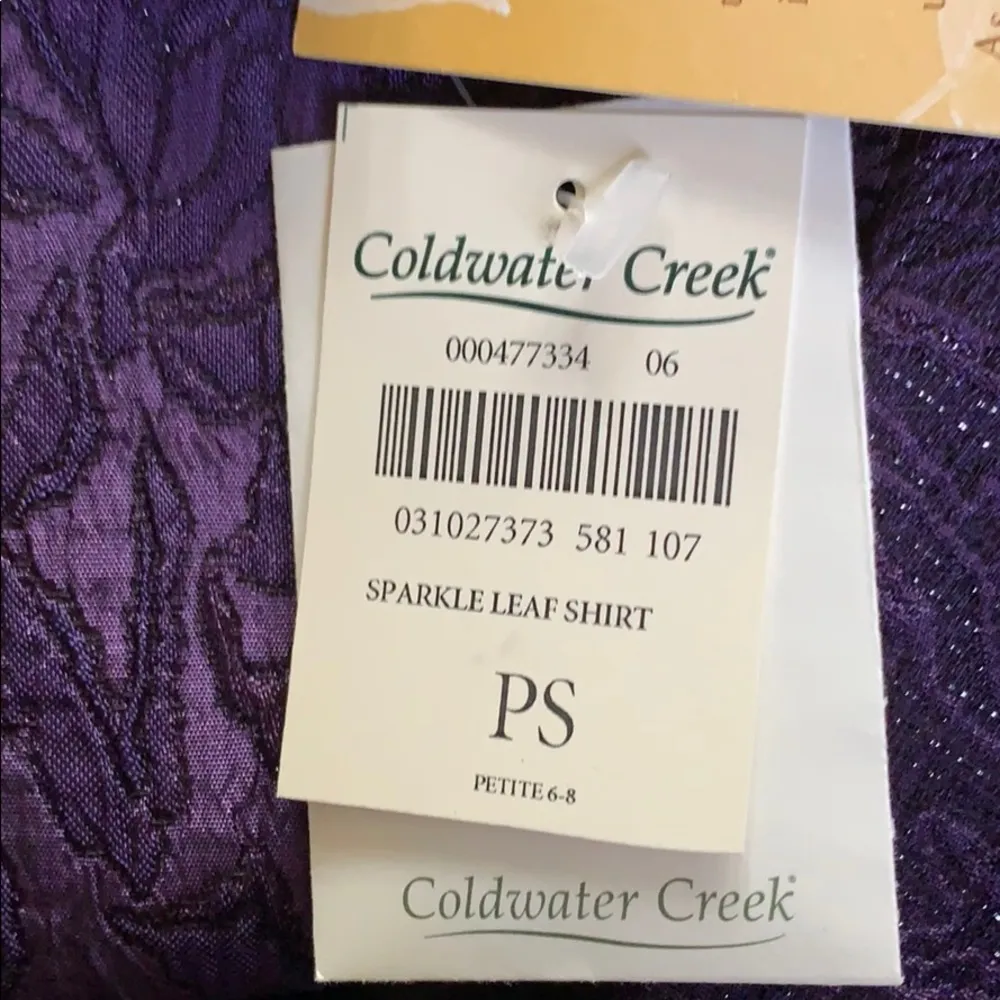 Coldwater Creek®
000477334 06
031027373 581 107
SPARKLE LEAF SHIRT
PS
PETITE 6-8
Coldwater Creek®